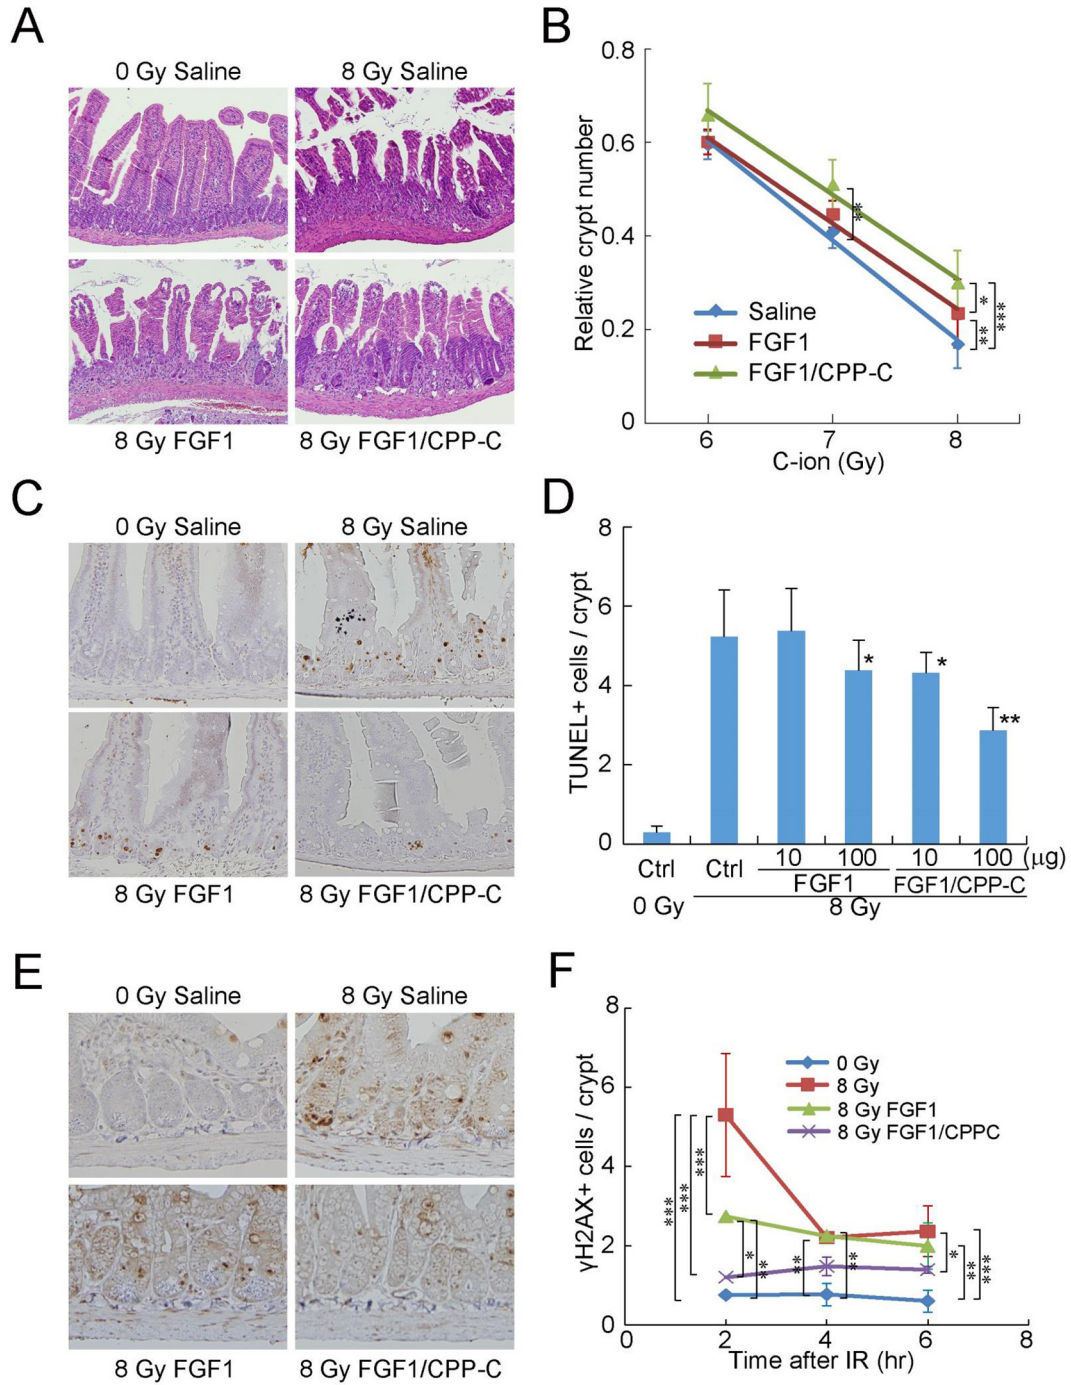 A
0 Gy Saline
8 Gy Saline
8 Gy FGF1
8 Gy FGF1/CPP-C
B
Relative crypt number
0.8
0.6
0.4
0.2
0
**
*
**
***
Saline
FGF1
FGF1/CPP-C
6
7
8
C-ion (Gy)
C
0 Gy Saline
8 Gy Saline
8 Gy FGF1
8 Gy FGF1/CPP-C
D
TUNEL+ cells / crypt
8
6
4
2
0
*
*
**
Ctrl
Ctrl
10
100
10
100
(μg)
FGF1
FGF1/CPP-C
0 Gy
8 Gy
E
0 Gy Saline
8 Gy Saline
8 Gy FGF1
8 Gy FGF1/CPP-C
F
γH2AX+ cells / crypt
8
6
4
2
0
0 Gy
8 Gy
8 Gy FGF1
8 Gy FGF1/CPPC
***
***
***
*
**
**
**
*
**
***
0
2
4
6
8
Time after IR (hr)